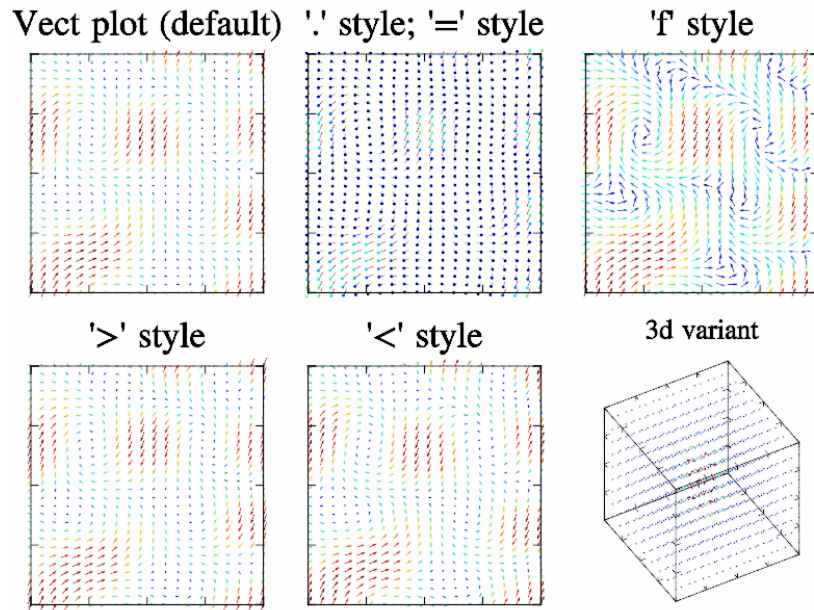 Vect plot (default)
'.' style; '=' style
'f' style
'>' style
'<' style
3d variant